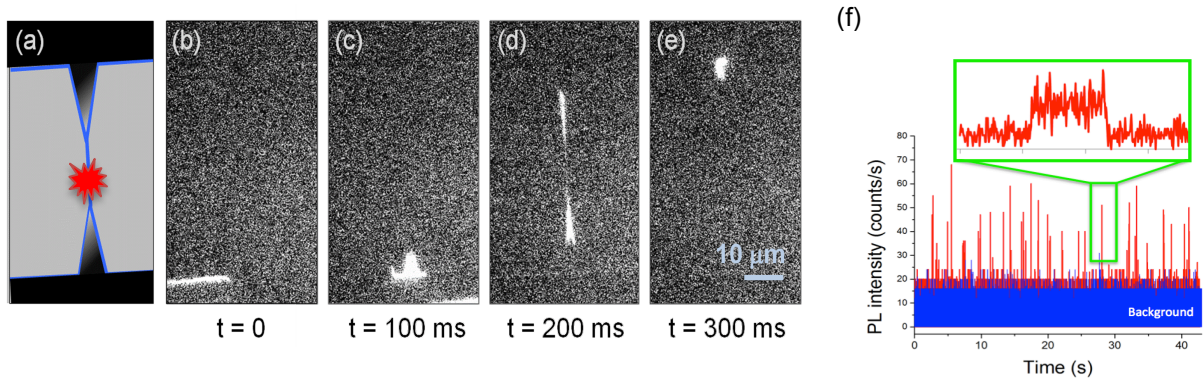 (a)
(b)
(c)
(d)
(e)
10 μm
t = 0
t = 100 ms
t = 200 ms
t = 300 ms
(f)
PL intensity (counts/s)
80
70
60
50
40
30
20
10
0
Background
0 10 20 30 40
Time (s)